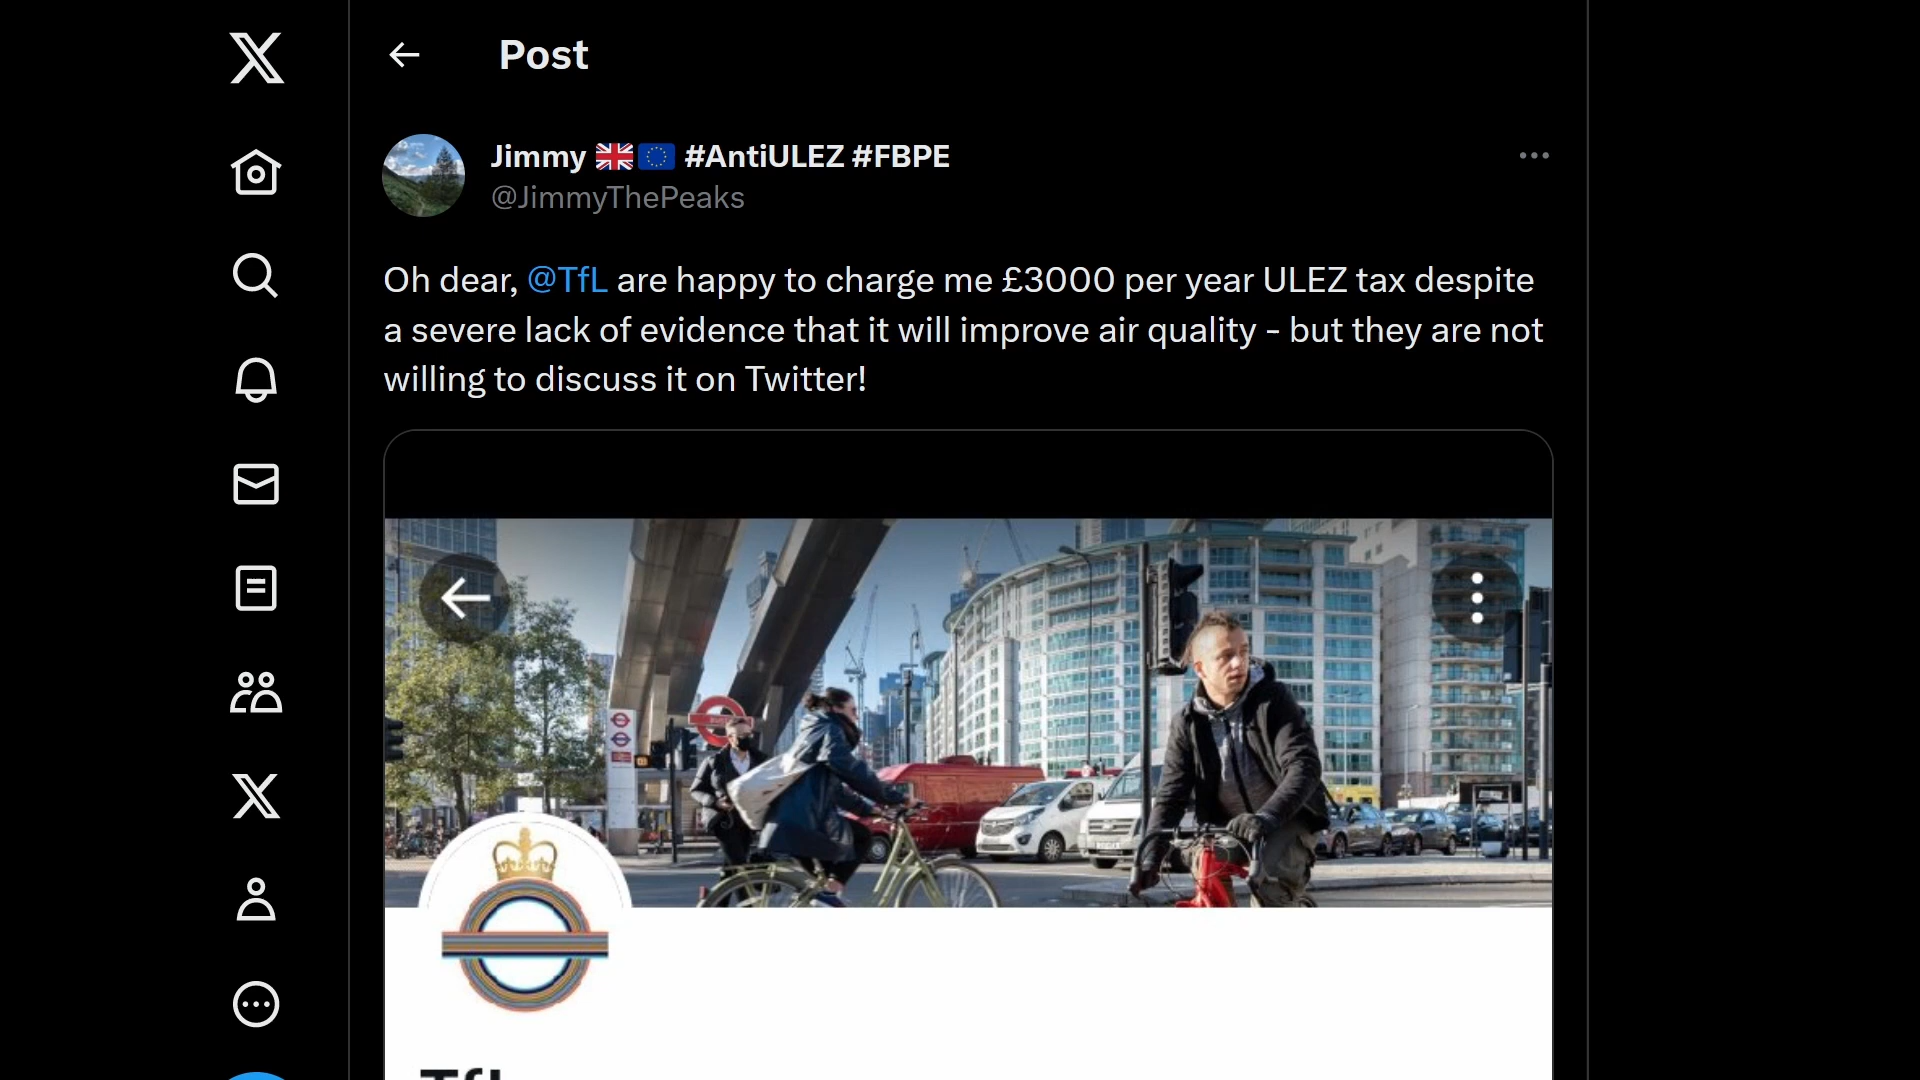 Post
Jimmy 🇬🇧🇪🇺 #AntiULEZ #FBPE
@JimmyThePeaks
Oh dear, @TfL are happy to charge me £3000 per year ULEZ tax despite
a severe lack of evidence that it will improve air quality - but they are not
willing to discuss it on Twitter!
TfL